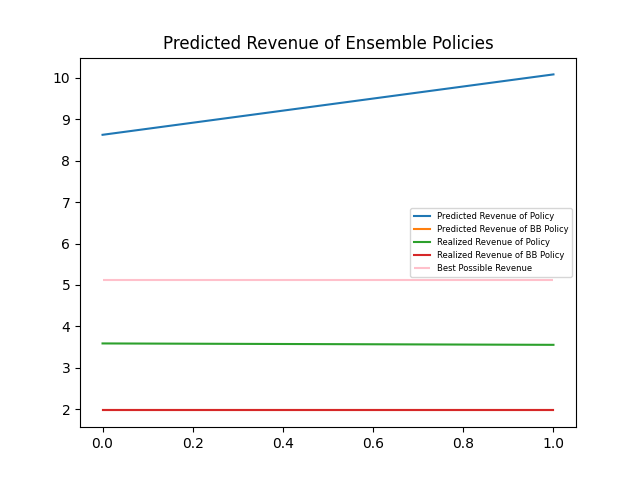 Predicted Revenue of Ensemble Policies
10
9
8
7
6
5
4
3
2
Predicted Revenue of Policy
Predicted Revenue of BB Policy
Realized Revenue of Policy
Realized Revenue of BB Policy
Best Possible Revenue
0.0 0.2 0.4 0.6 0.8 1.0